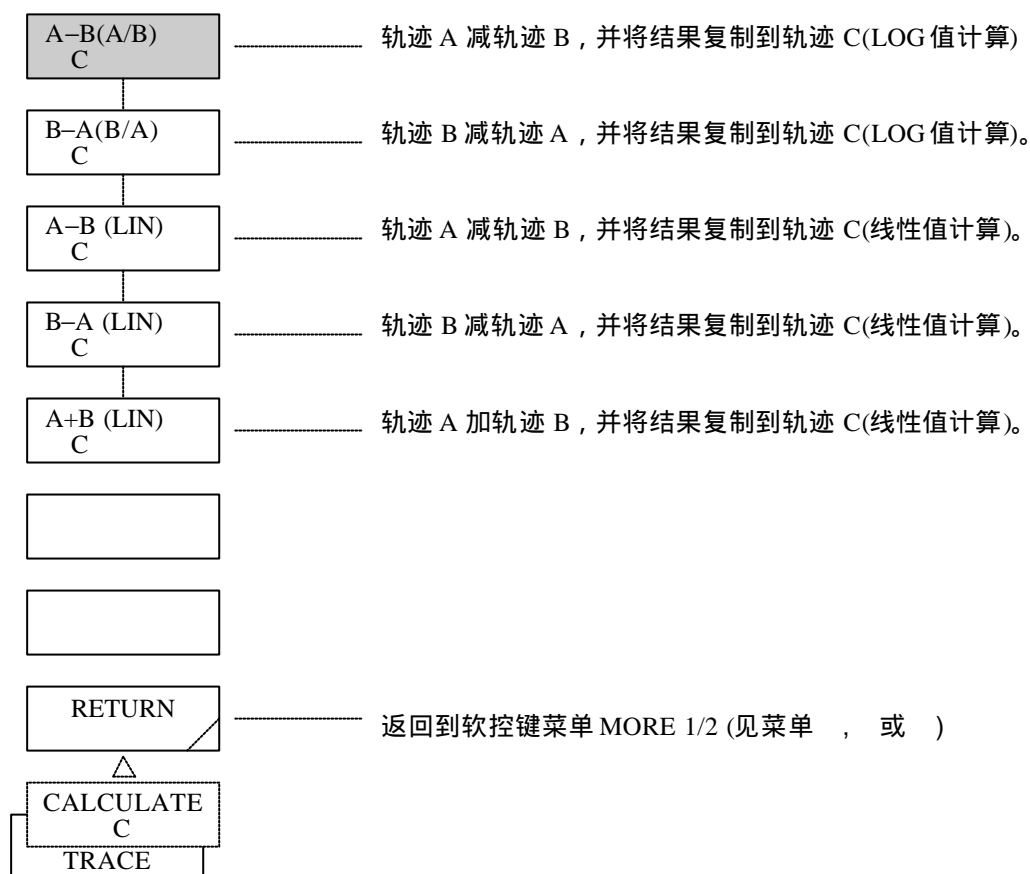 A−B(A/B)
C
轨迹 A 减轨迹 B，并将结果复制到轨迹 C(LOG 值计算)
B−A(B/A)
C
轨迹 B 减轨迹 A，并将结果复制到轨迹 C(LOG 值计算)。
A−B (LIN)
C
轨迹 A 减轨迹 B，并将结果复制到轨迹 C(线性值计算)。
B−A (LIN)
C
轨迹 B 减轨迹 A，并将结果复制到轨迹 C(线性值计算)。
A+B (LIN)
C
轨迹 A 加轨迹 B，并将结果复制到轨迹 C(线性值计算)。
RETURN
返回到软控键菜单 MORE 1/2 (见菜单 ， 或 )
CALCULATE
C
TRACE